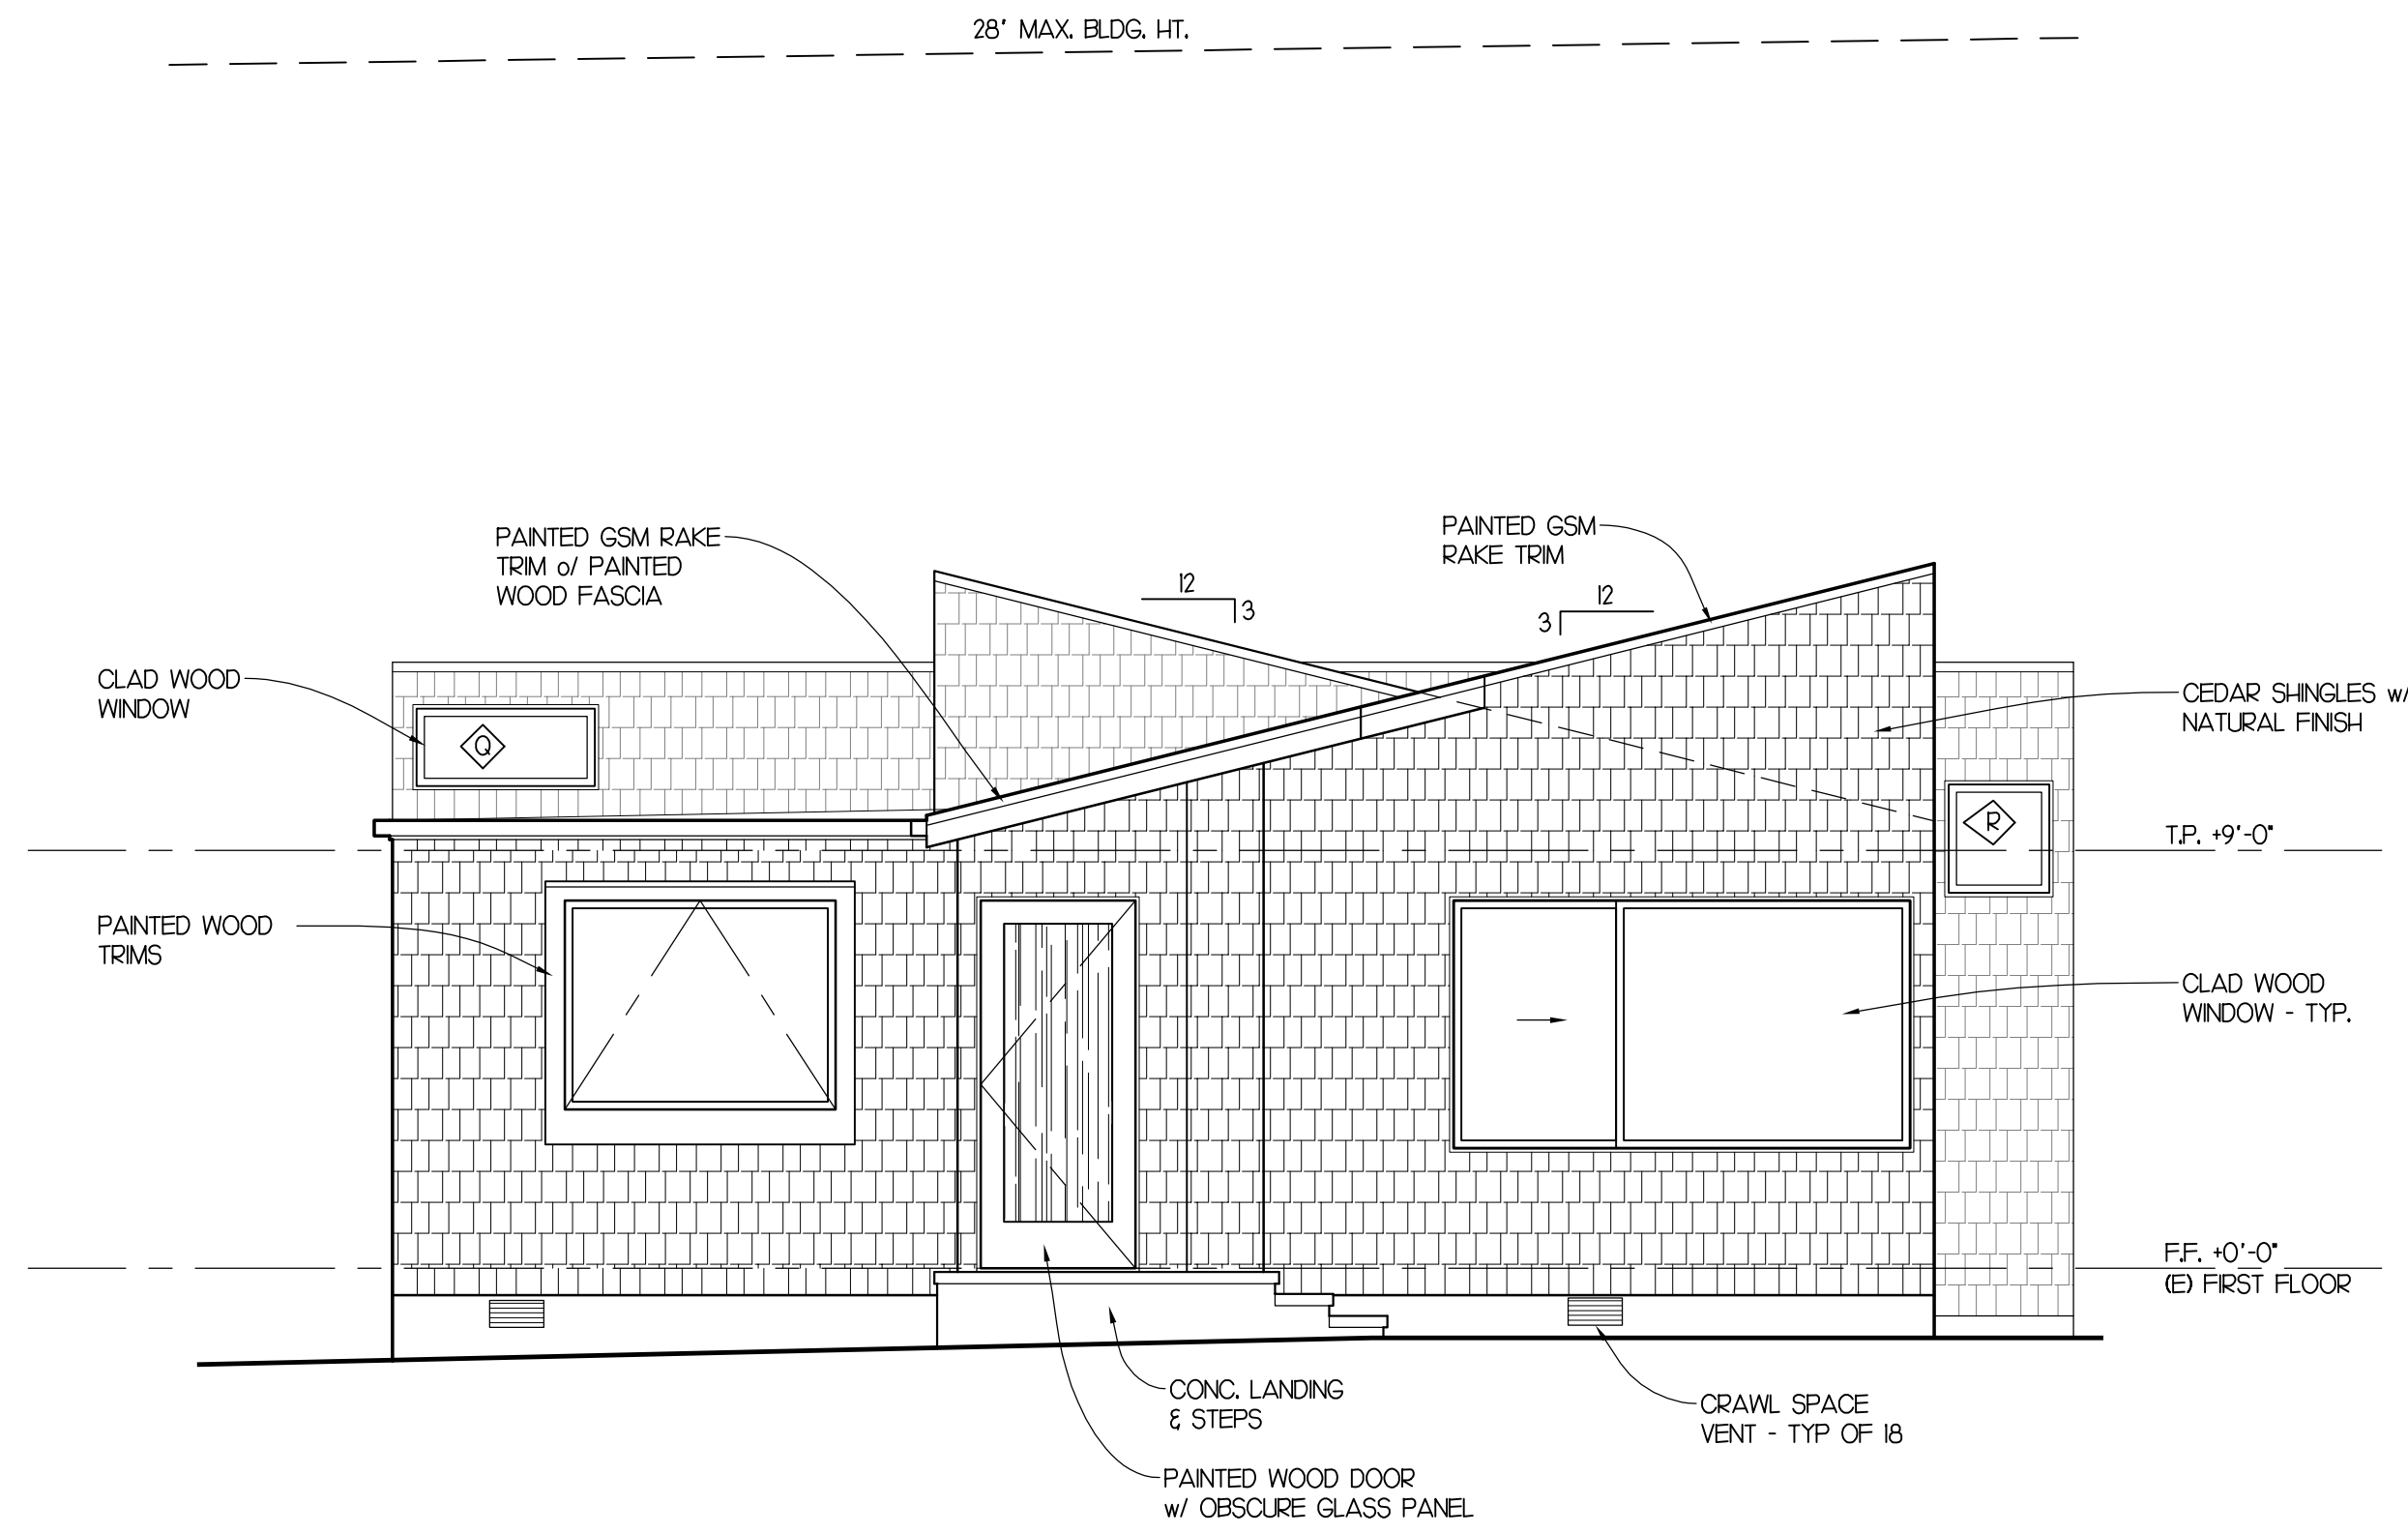 28' MAX. BLDG. HT.
PAINTED GSM RAKE
TRIM o/ PAINTED
WOOD FASCIA
PAINTED GSM
RAKE TRIM
12
3
12
3
CLAD WOOD
WINDOW
Q
CEDAR SHINGLES w/
NATURAL FINISH
R
T.P. +9'-0"
PAINTED WOOD
TRIMS
CLAD WOOD
WINDOW - TYP.
F.F. +0'-0"
(E) FIRST FLOOR
CONC. LANDING
& STEPS
CRAWL SPACE
VENT - TYP OF 18
PAINTED WOOD DOOR
w/ OBSCURE GLASS PANEL